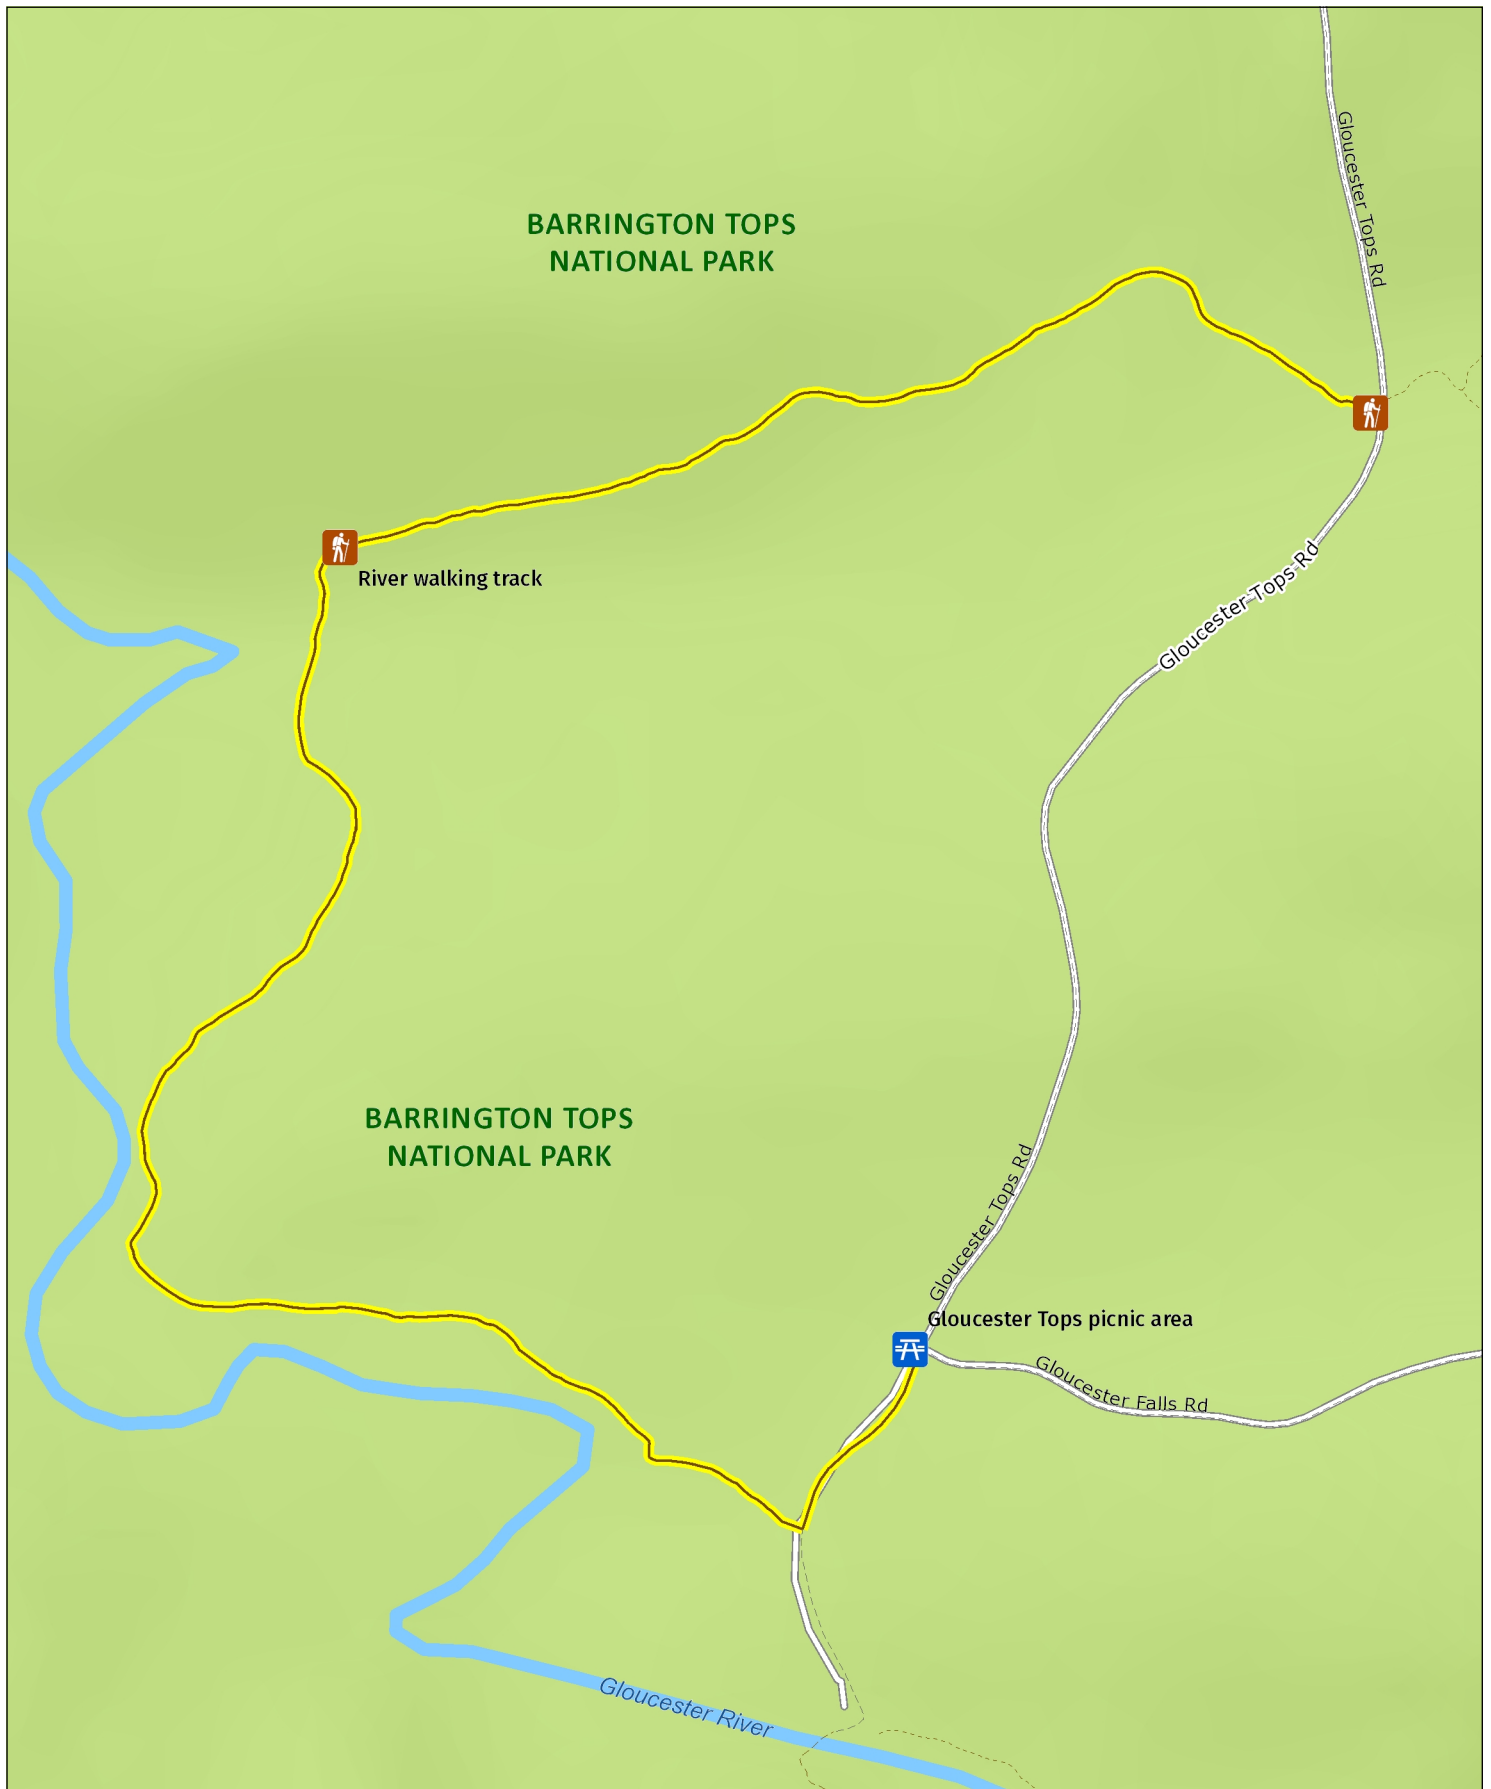 Gloucester Tops Rd
BARRINGTON TOPS
NATIONAL PARK
River walking track
Gloucester Tops Rd
BARRINGTON TOPS
NATIONAL PARK
Gloucester Tops Rd
Gloucester Tops picnic area
Gloucester Falls Rd
Gloucester River